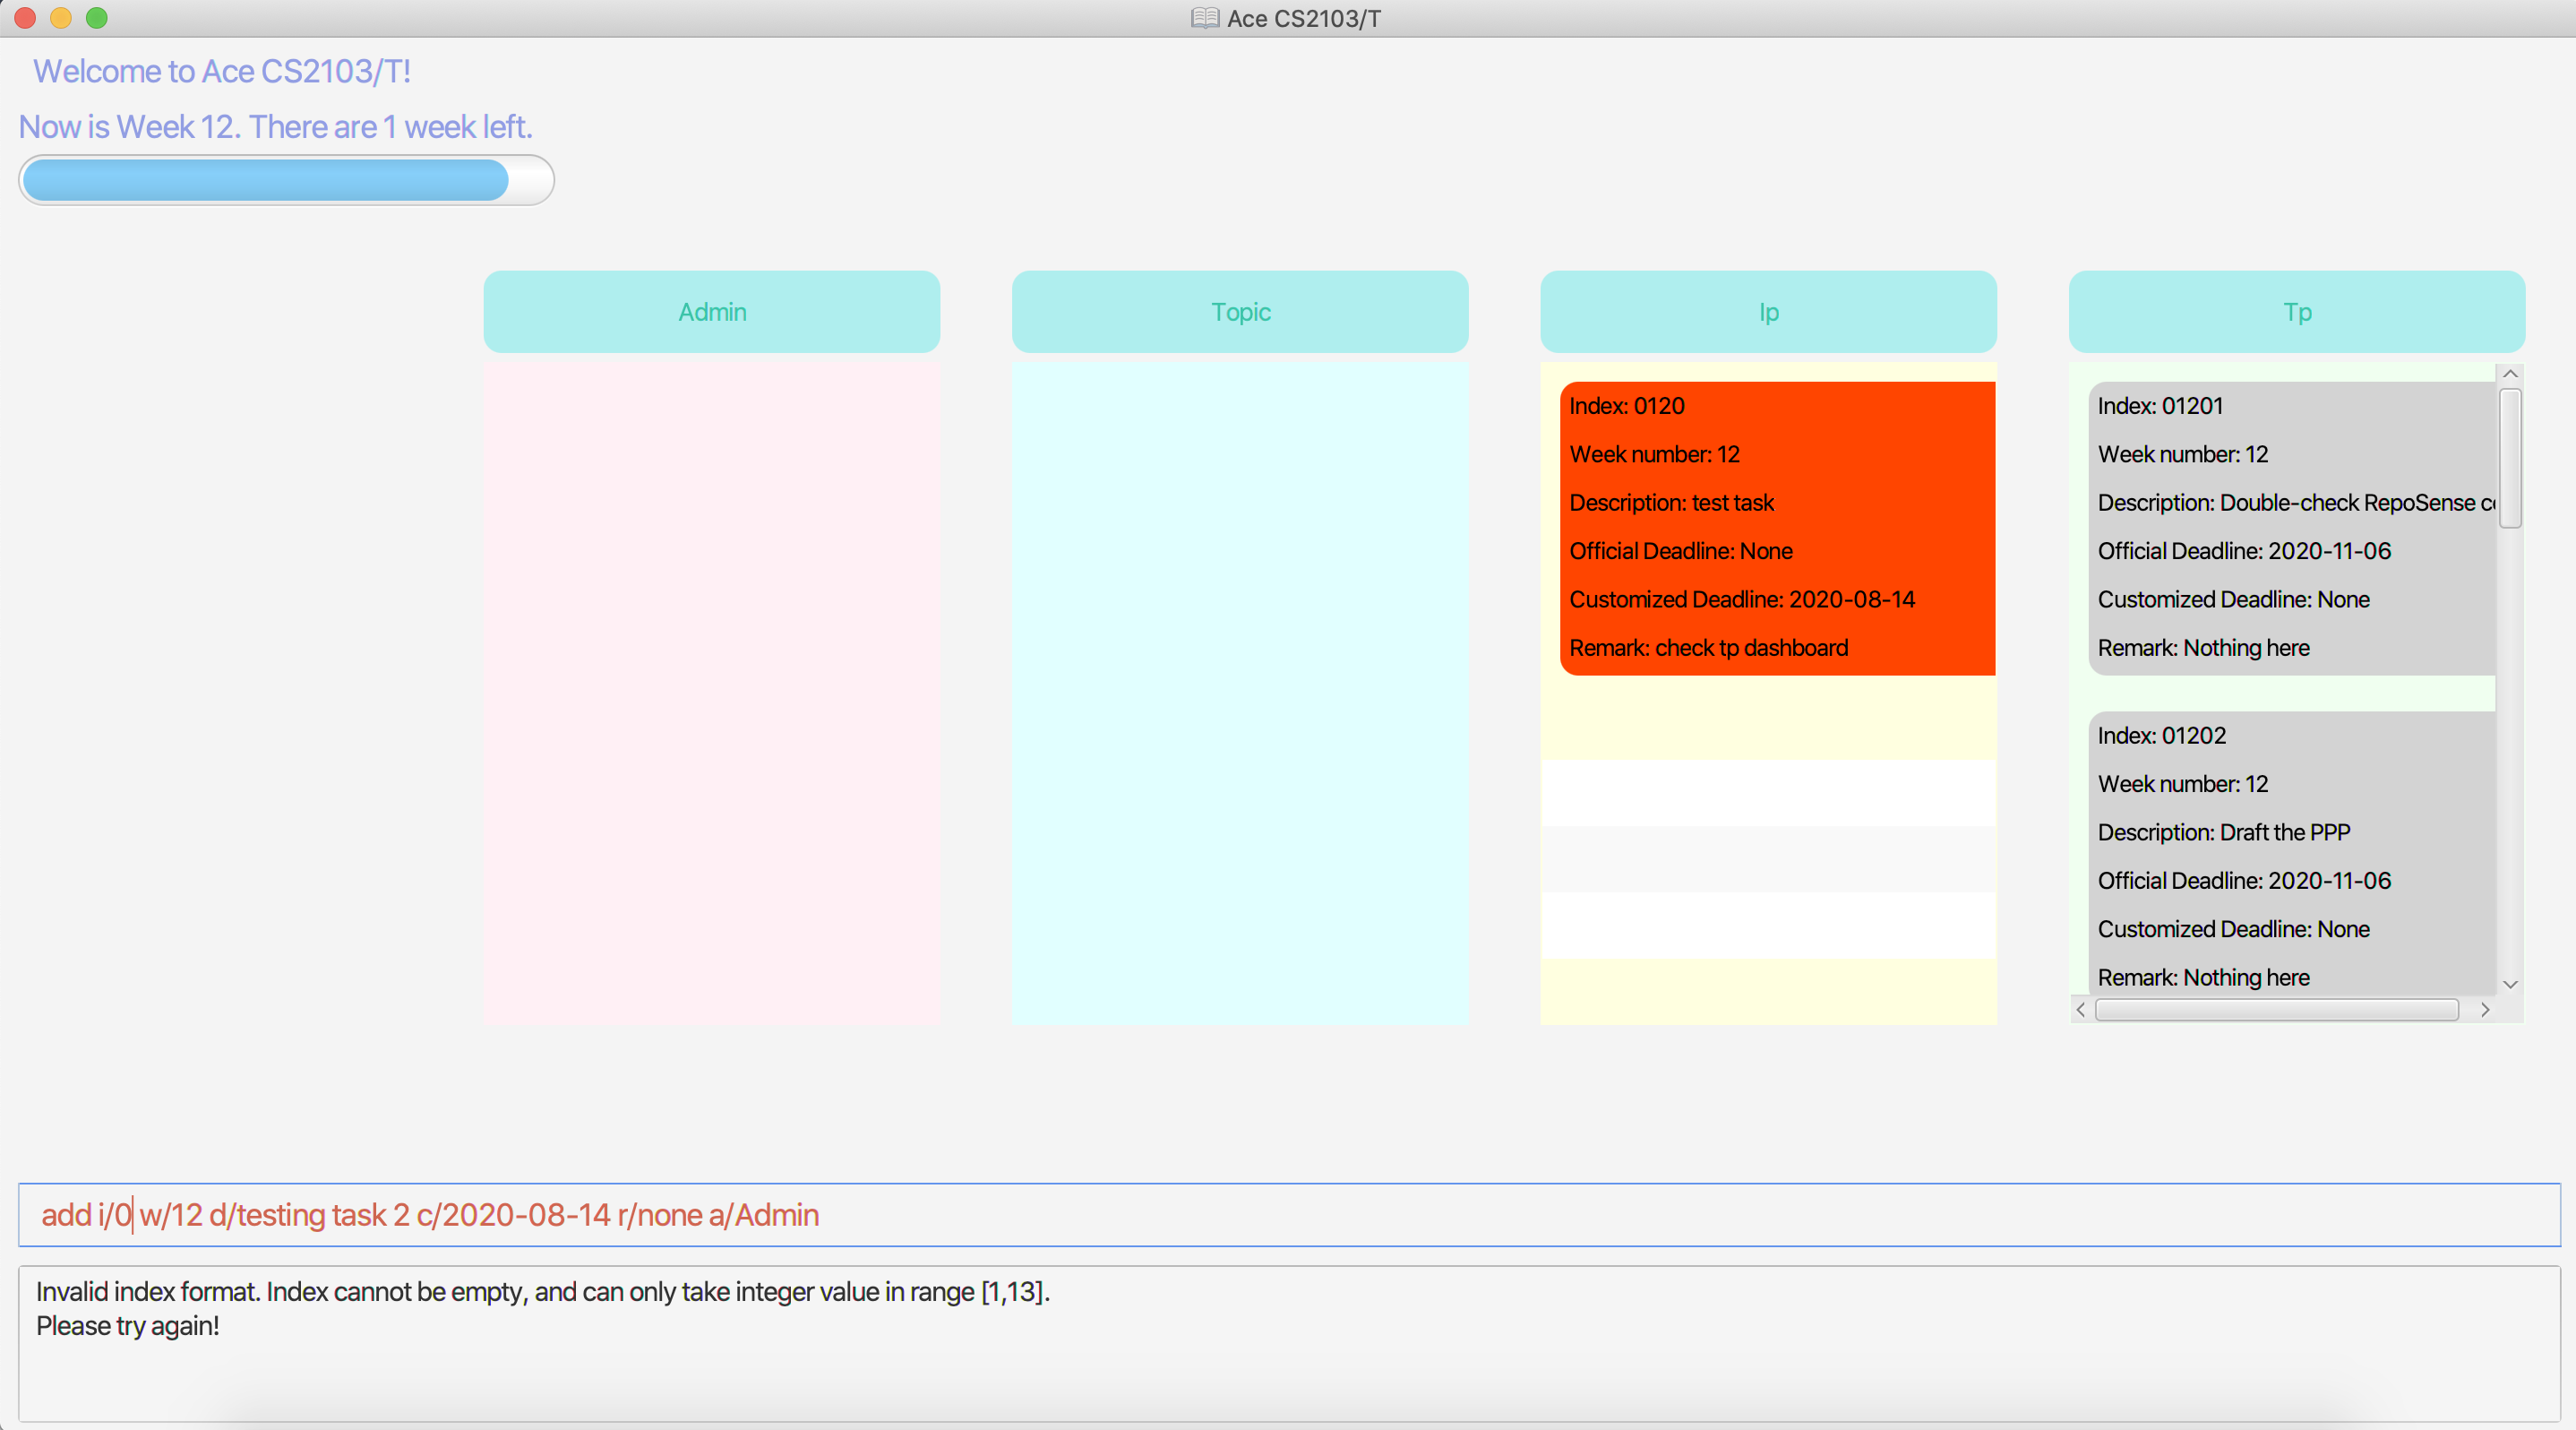 Ace CS2103/T
Welcome to Ace CS2103/T!
Now is Week 12. There are 1 week left.
Admin
Topic
Ip
Tp
Index: 0120
Week number: 12
Description: test task
Official Deadline: None
Customized Deadline: 2020-08-14
Remark: check tp dashboard
Index: 01201
Week number: 12
Description: Double-check RepoSense
Official Deadline: 2020-11-06
Customized Deadline: None
Remark: Nothing here
Index: 01202
Week number: 12
Description: Draft the PPP
Official Deadline: 2020-11-06
Customized Deadline: None
Remark: Nothing here
add i/0 w/12 d/testing task 2 c/2020-08-14 r/none a/Admin
Invalid index format. Index cannot be empty, and can only take integer value in range [1,13].
Please try again!